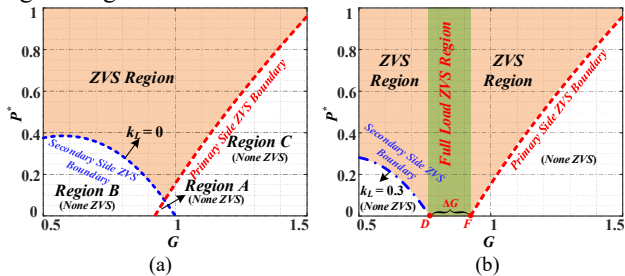 1
0.8
0.6
0.4
0.2
0
P*
0.5
1
1.5
G
ZVS Region
k_L = 0
Primary Side ZVS Boundary
Secondary Side ZVS
Boundary
Region B
(None ZVS)
Region A
(None ZVS)
Region C
(None ZVS)
(a)
1
0.8
0.6
0.4
0.2
0
P*
0.5
D
ΔG
F
1
1.5
G
ZVS
Region
Full Load ZVS Region
ZVS
Region
Primary Side ZVS Boundary
Secondary Side ZVS
Boundary
k_L = 0.3
(None ZVS)
(None ZVS)
(b)